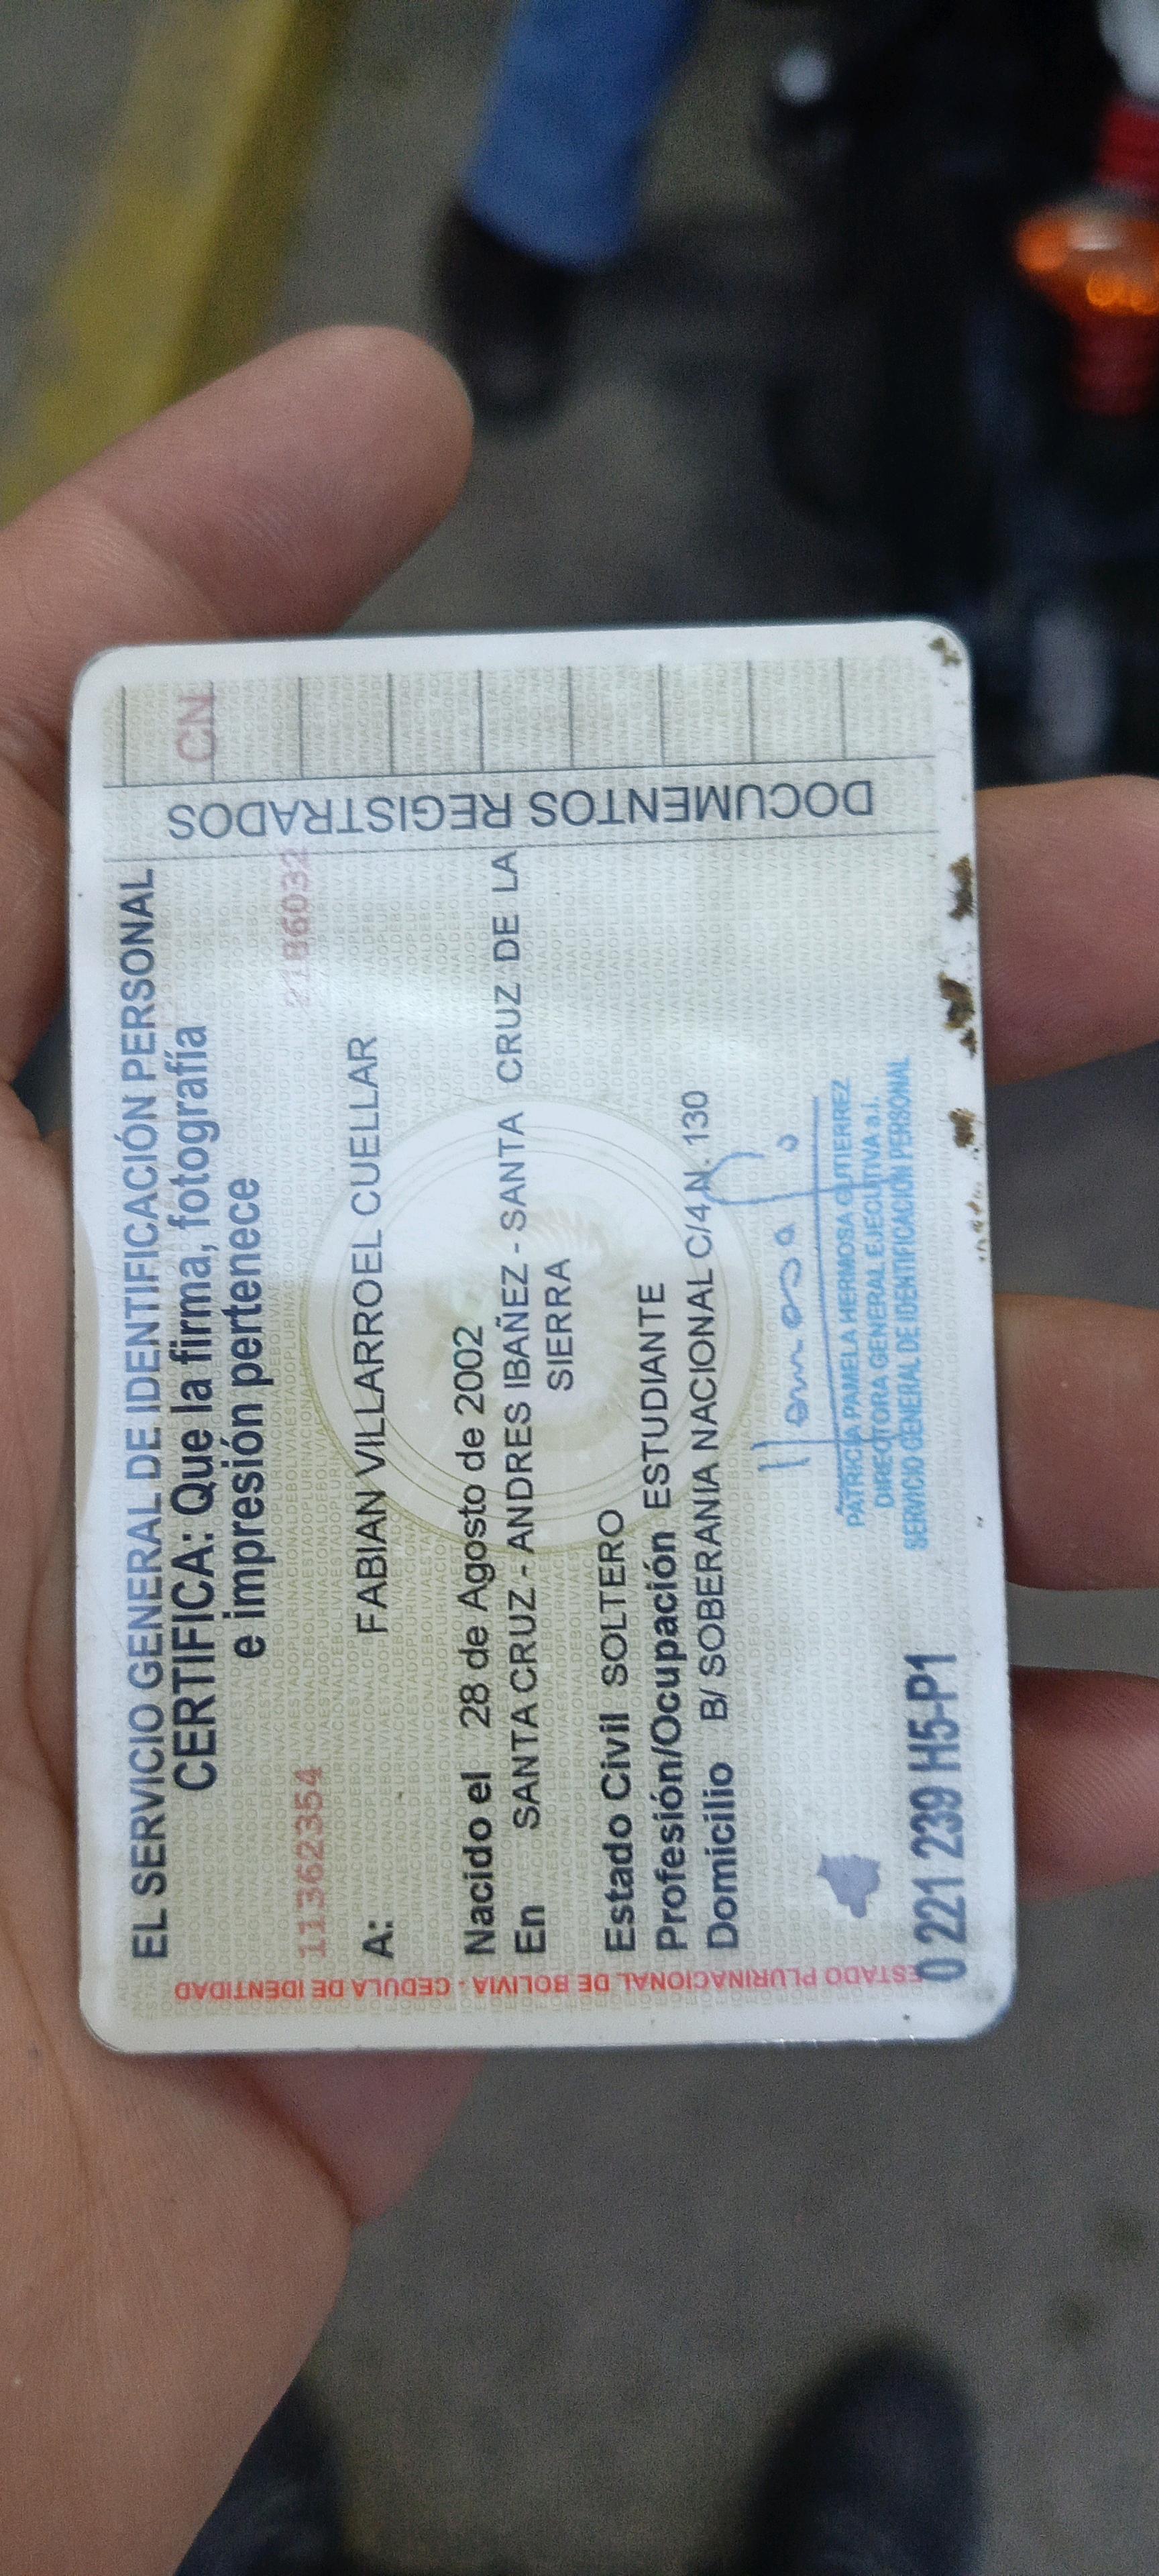 EL SERVICIO GENERAL DE IDENTIFICACIÓN PERSONAL
CERTIFICA: Que la firma, fotografía
e impresión pertenece
11362354
A: FABIAN VILLARROEL CUELLAR
Nacido el 28 de Agosto de 2002
En SANTA CRUZ - ANDRES IBAÑEZ - SANTA CRUZ DE LA
SIERRA
Estado Civil SOLTERO
Profesión/Ocupación ESTUDIANTE
Domicilio B/ SOBERANIA NACIONAL C/4 N. 130
PATRICIA PAMELA HERMOSA GUTIERREZ
DIRECTORA GENERAL EJECUTIVA a.i.
SERVICIO GENERAL DE IDENTIFICACIÓN PERSONAL
0 221 239 H5-P1
ESTADO PLURINACIONAL DE BOLIVIA - CEDULA DE IDENTIDAD
DOCUMENTOS REGISTRADOS
CN